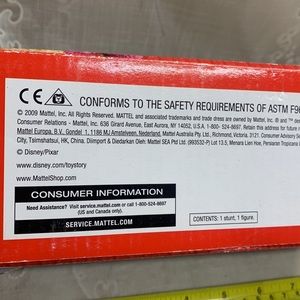 CE CONFORMS TO THE SAFETY REQUIREMENTS OF ASTM F96
© 2009 Mattel, Inc. All Rights Reserved. MATTEL and associated trademarks and trade dress are owned by Mattel, Inc. ® and ™ des
Consumer Relations - Mattel, Inc. 636 Girard Avenue, East Aurora, NY 14052, U.S.A. 1-800-524-8697. Retain this address for future
Mattel Europa, B.V. Gondel 1, 1186 MJ Amstelveen, Nederland. Mattel Australia Pty. Ltd., Richmond, Victoria. 3121. Consumer Advisory
City, Tsimshatsui, HK, China. Diimport & Diedarkan Oleh: Mattel SEA Ptd Ltd. (993532-P) Lot 13.5, Menara Lien Hoe, Persiaran Tropicana
© Disney/Pixar
www.disney.com/toystory
www.MattelShop.com
CONSUMER INFORMATION
Need Assistance? Visit service.mattel.com or call 1-800-524-8697
(US and Canada only).
SERVICE.MATTEL.COM
CONTENTS: 1 stunt, 1 figure.